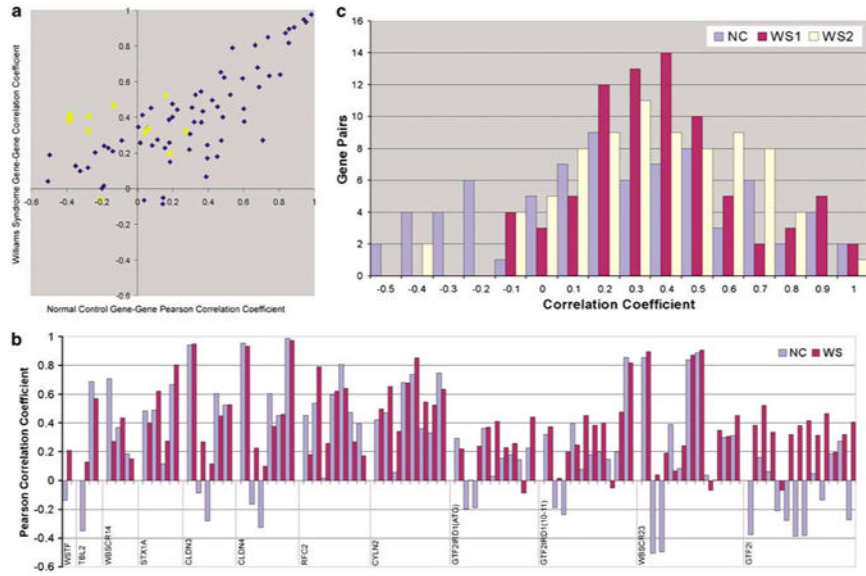 a
Williams Syndrome Gene-Gene Correlation Coefficient
1
0.8
0.6
0.4
0.2
0
-0.2
-0.4
-0.6
-0.6 -0.4 -0.2 0 0.2 0.4 0.6 0.8 1
Normal Control Gene-Gene Pearson Correlation Coefficient
c
NC WS1 WS2
Gene Pairs
16
14
12
10
8
6
4
2
0
-0.5 -0.4 -0.3 -0.2 -0.1 0 0.1 0.2 0.3 0.4 0.5 0.6 0.7 0.8 0.9 1
Correlation Coefficient
b
NC WS
Pearson Correlation Coefficient
1
0.8
0.6
0.4
0.2
0
-0.2
-0.4
-0.6
WSTF
TBL2
WBSCR14
STX1A
CLDN3
CLDN4
RFC2
CYLN2
GTF2IRD1(ATG)
GTF2IRD1(10-11)
WBSCR23
GTF2I